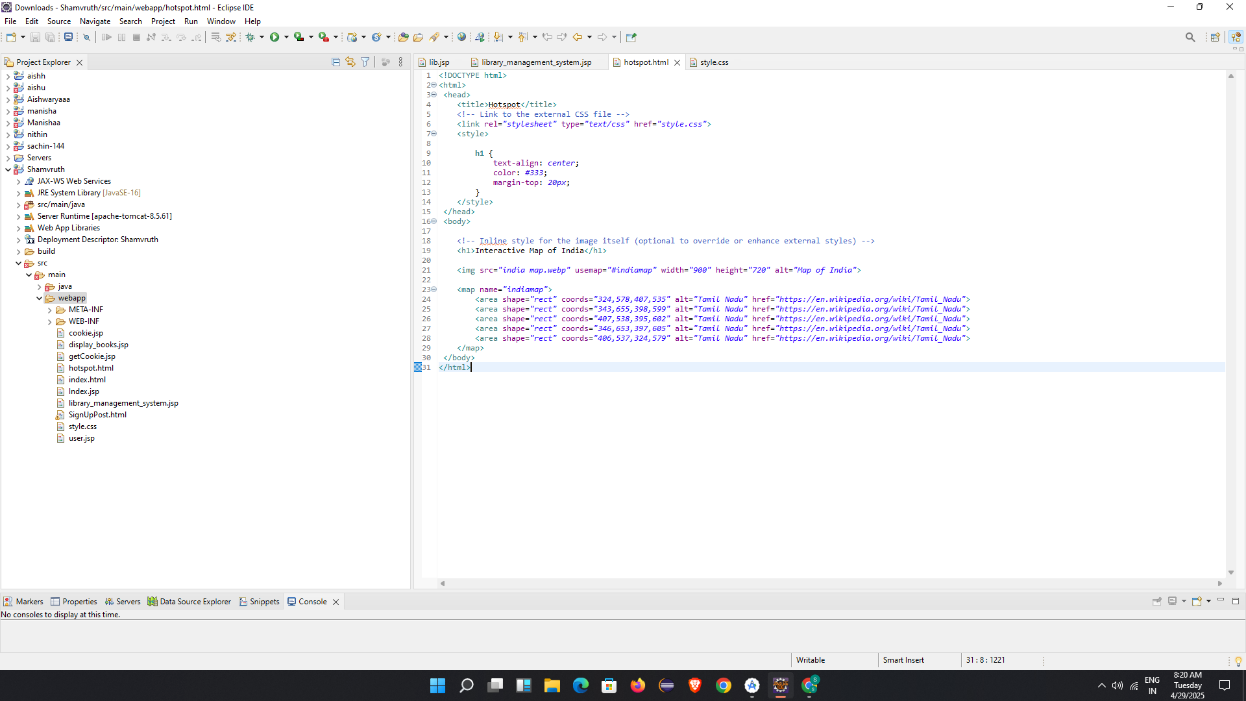 Downloads - Shamvruth/src/main/webapp/hotspot.html - Eclipse IDE
File Edit Source Navigate Search Project Run Window Help
Project Explorer
aishh
aishu
Aishwaryaaa
manisha
Manishaa
nithin
sachin-144
Servers
Shamvruth
JAX-WS Web Services
JRE System Library [JavaSE-16]
src/main/java
Server Runtime [apache-tomcat-8.5.61]
Web App Libraries
Deployment Descriptor: Shamvruth
build
src
main
java
webapp
META-INF
WEB-INF
cookie.jsp
display_books.jsp
getCookie.jsp
hotspot.html
index.html
Index.jsp
library_management_system.jsp
SignUpPost.html
style.css
user.jsp
lib.jsp library_management_system.jsp hotspot.html style.css
1 <!DOCTYPE html>
2 <html>
3 <head>
4 <title>Hotspot</title>
5 <!-- Link to the external CSS file -->
6 <link rel="stylesheet" type="text/css" href="style.css">
7 <style>
8
9 h1 {
10 text-align: center;
11 color: #333;
12 margin-top: 20px;
13 }
14 </style>
15 </head>
16 <body>
17
18 <!-- Inline style for the image itself (optional to override or enhance external styles) -->
19 <h1>Interactive Map of India</h1>
20
21 <img src="india map.webp" usemap="#indiamap" width="900" height="720" alt="Map of India">
22
23 <map name="indiamap">
24 <area shape="rect" coords="324,578,407,535" alt="Tamil Nadu" href="https://en.wikipedia.org/wiki/Tamil_Nadu">
25 <area shape="rect" coords="343,655,398,599" alt="Tamil Nadu" href="https://en.wikipedia.org/wiki/Tamil_Nadu">
26 <area shape="rect" coords="407,538,395,602" alt="Tamil Nadu" href="https://en.wikipedia.org/wiki/Tamil_Nadu">
27 <area shape="rect" coords="346,653,397,605" alt="Tamil Nadu" href="https://en.wikipedia.org/wiki/Tamil_Nadu">
28 <area shape="rect" coords="406,537,324,579" alt="Tamil Nadu" href="https://en.wikipedia.org/wiki/Tamil_Nadu">
29 </map>
30 </body>
31 </html>
Markers Properties Servers Data Source Explorer Snippets Console
No consoles to display at this time.
Writable Smart Insert 31 : 8 : 1221
8
ENG
IN
8:20 AM
Tuesday
4/29/2025